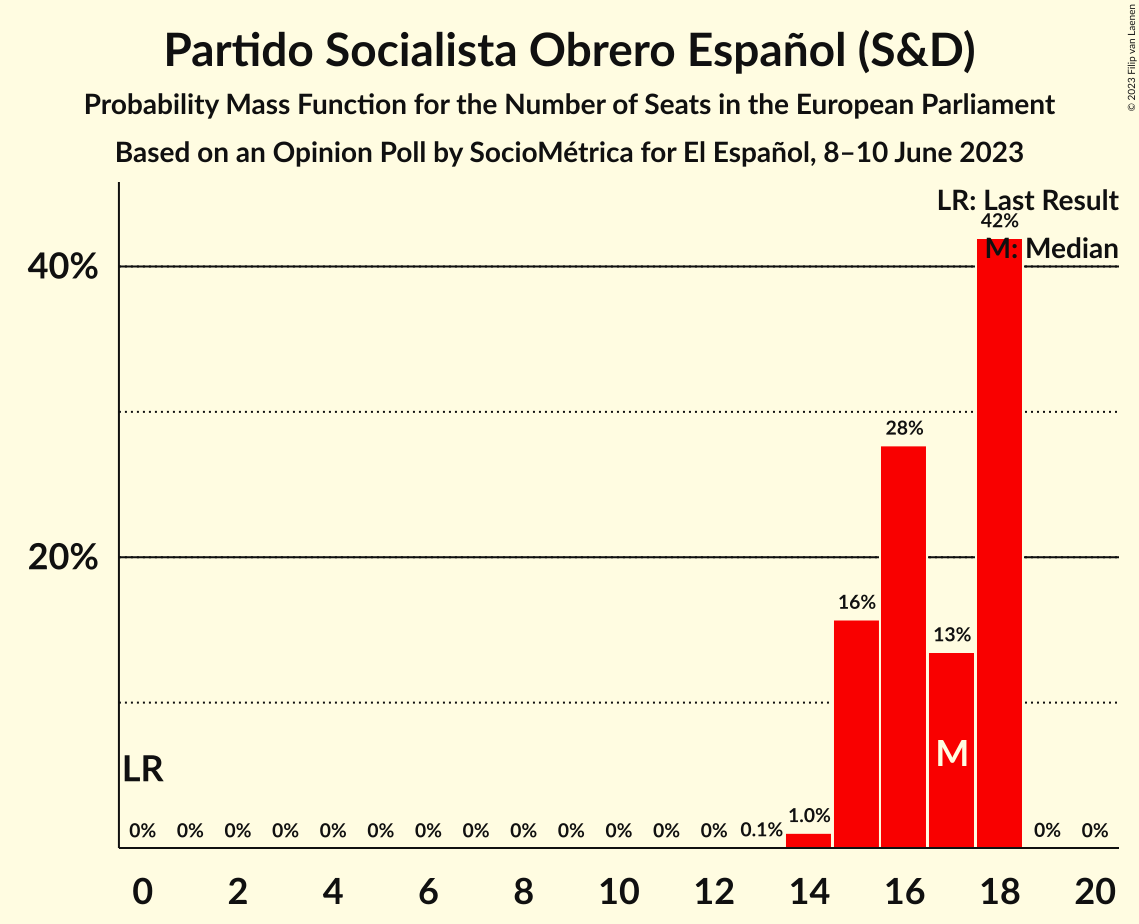 Partido Socialista Obrero Español (S&D)
Probability Mass Function for the Number of Seats in the European Parliament
Based on an Opinion Poll by SocioMétrica for El Español, 8–10 June 2023
© 2023 Filip van Laenen
LR: Last Result
M: Median
40%
20%
42%
28%
16%
13%
LR
M
0% 0% 0% 0% 0% 0% 0% 0% 0% 0% 0% 0% 0% 0.1% 1.0% 0% 0%
0 2 4 6 8 10 12 14 16 18 20